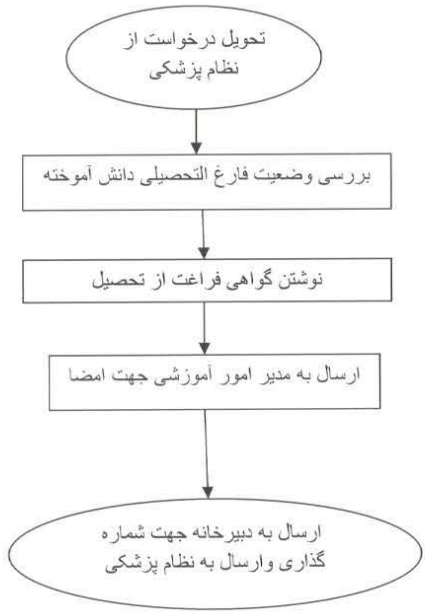 تحویل درخواست از
نظام پزشکی
بررسی وضعیت فارغ التحصیلی دانش آموخته
نوشتن گواهی فراغت از تحصیل
ارسال به مدیر امور آموزشی جهت امضا
ارسال به دبیرخانه جهت شماره
گذاری وارسال به نظام پزشکی